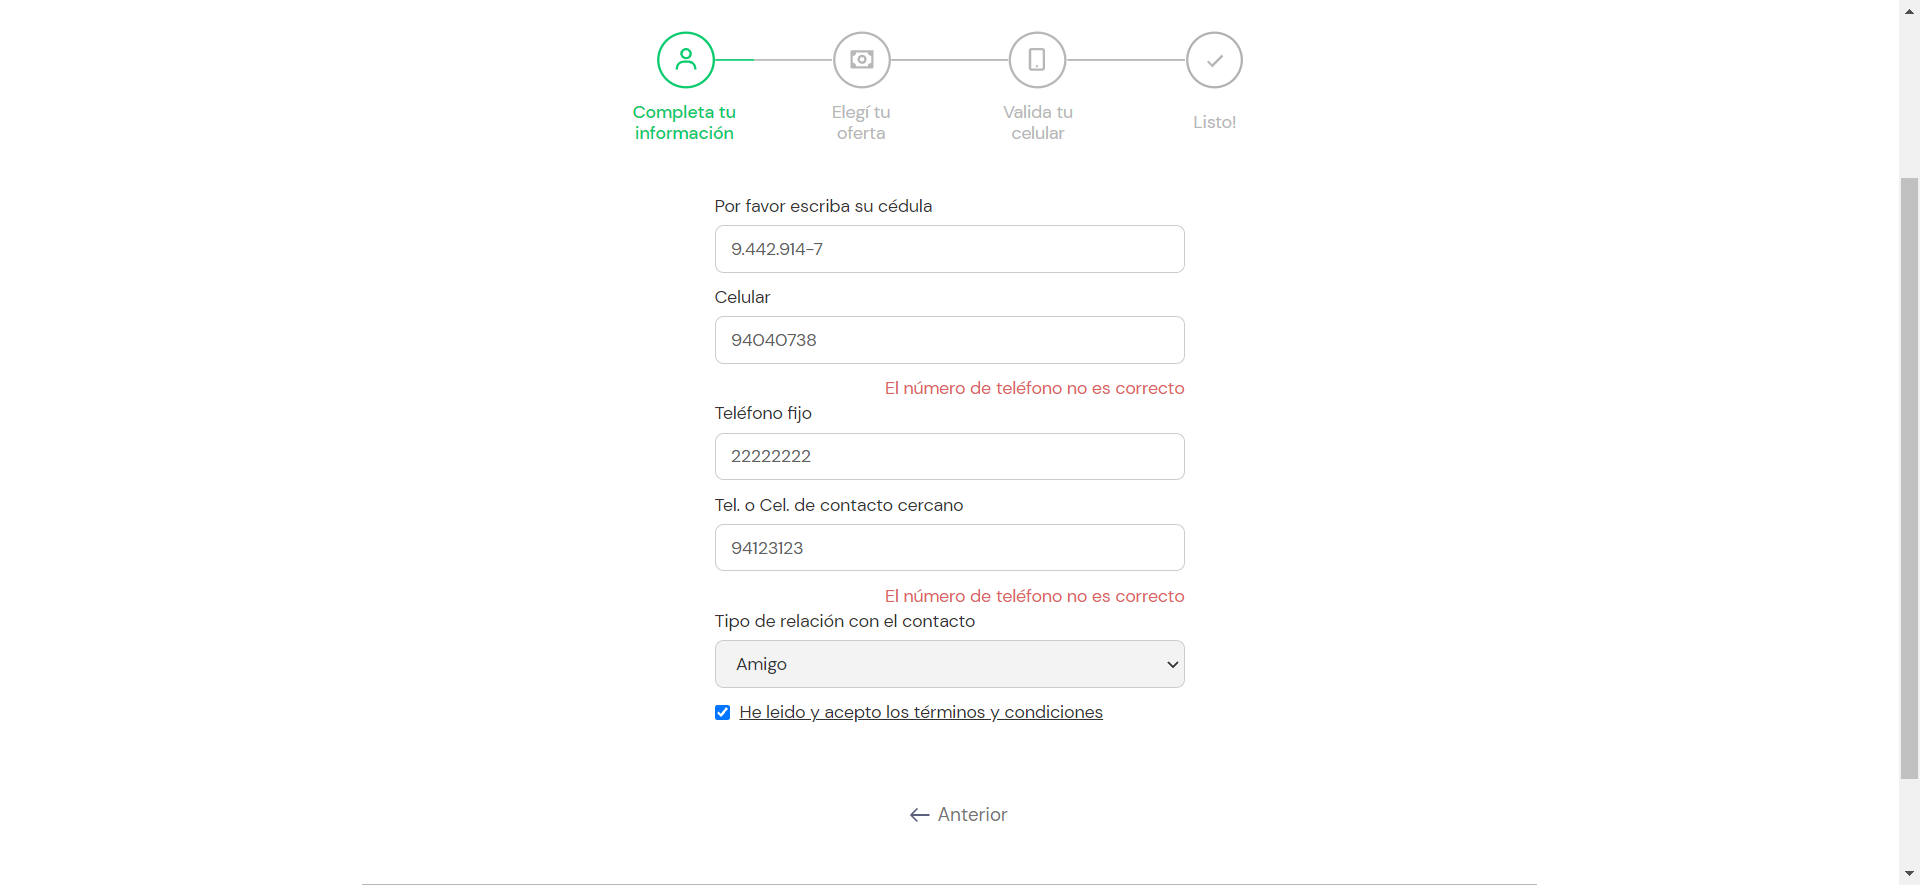 Completa tu
información
Elegí tu
oferta
Valida tu
celular
Listo!
Por favor escriba su cédula
9.442.914-7
Celular
94040738
El número de teléfono no es correcto
Teléfono fijo
22222222
Tel. o Cel. de contacto cercano
94123123
El número de teléfono no es correcto
Tipo de relación con el contacto
Amigo
He leido y acepto los términos y condiciones
Anterior